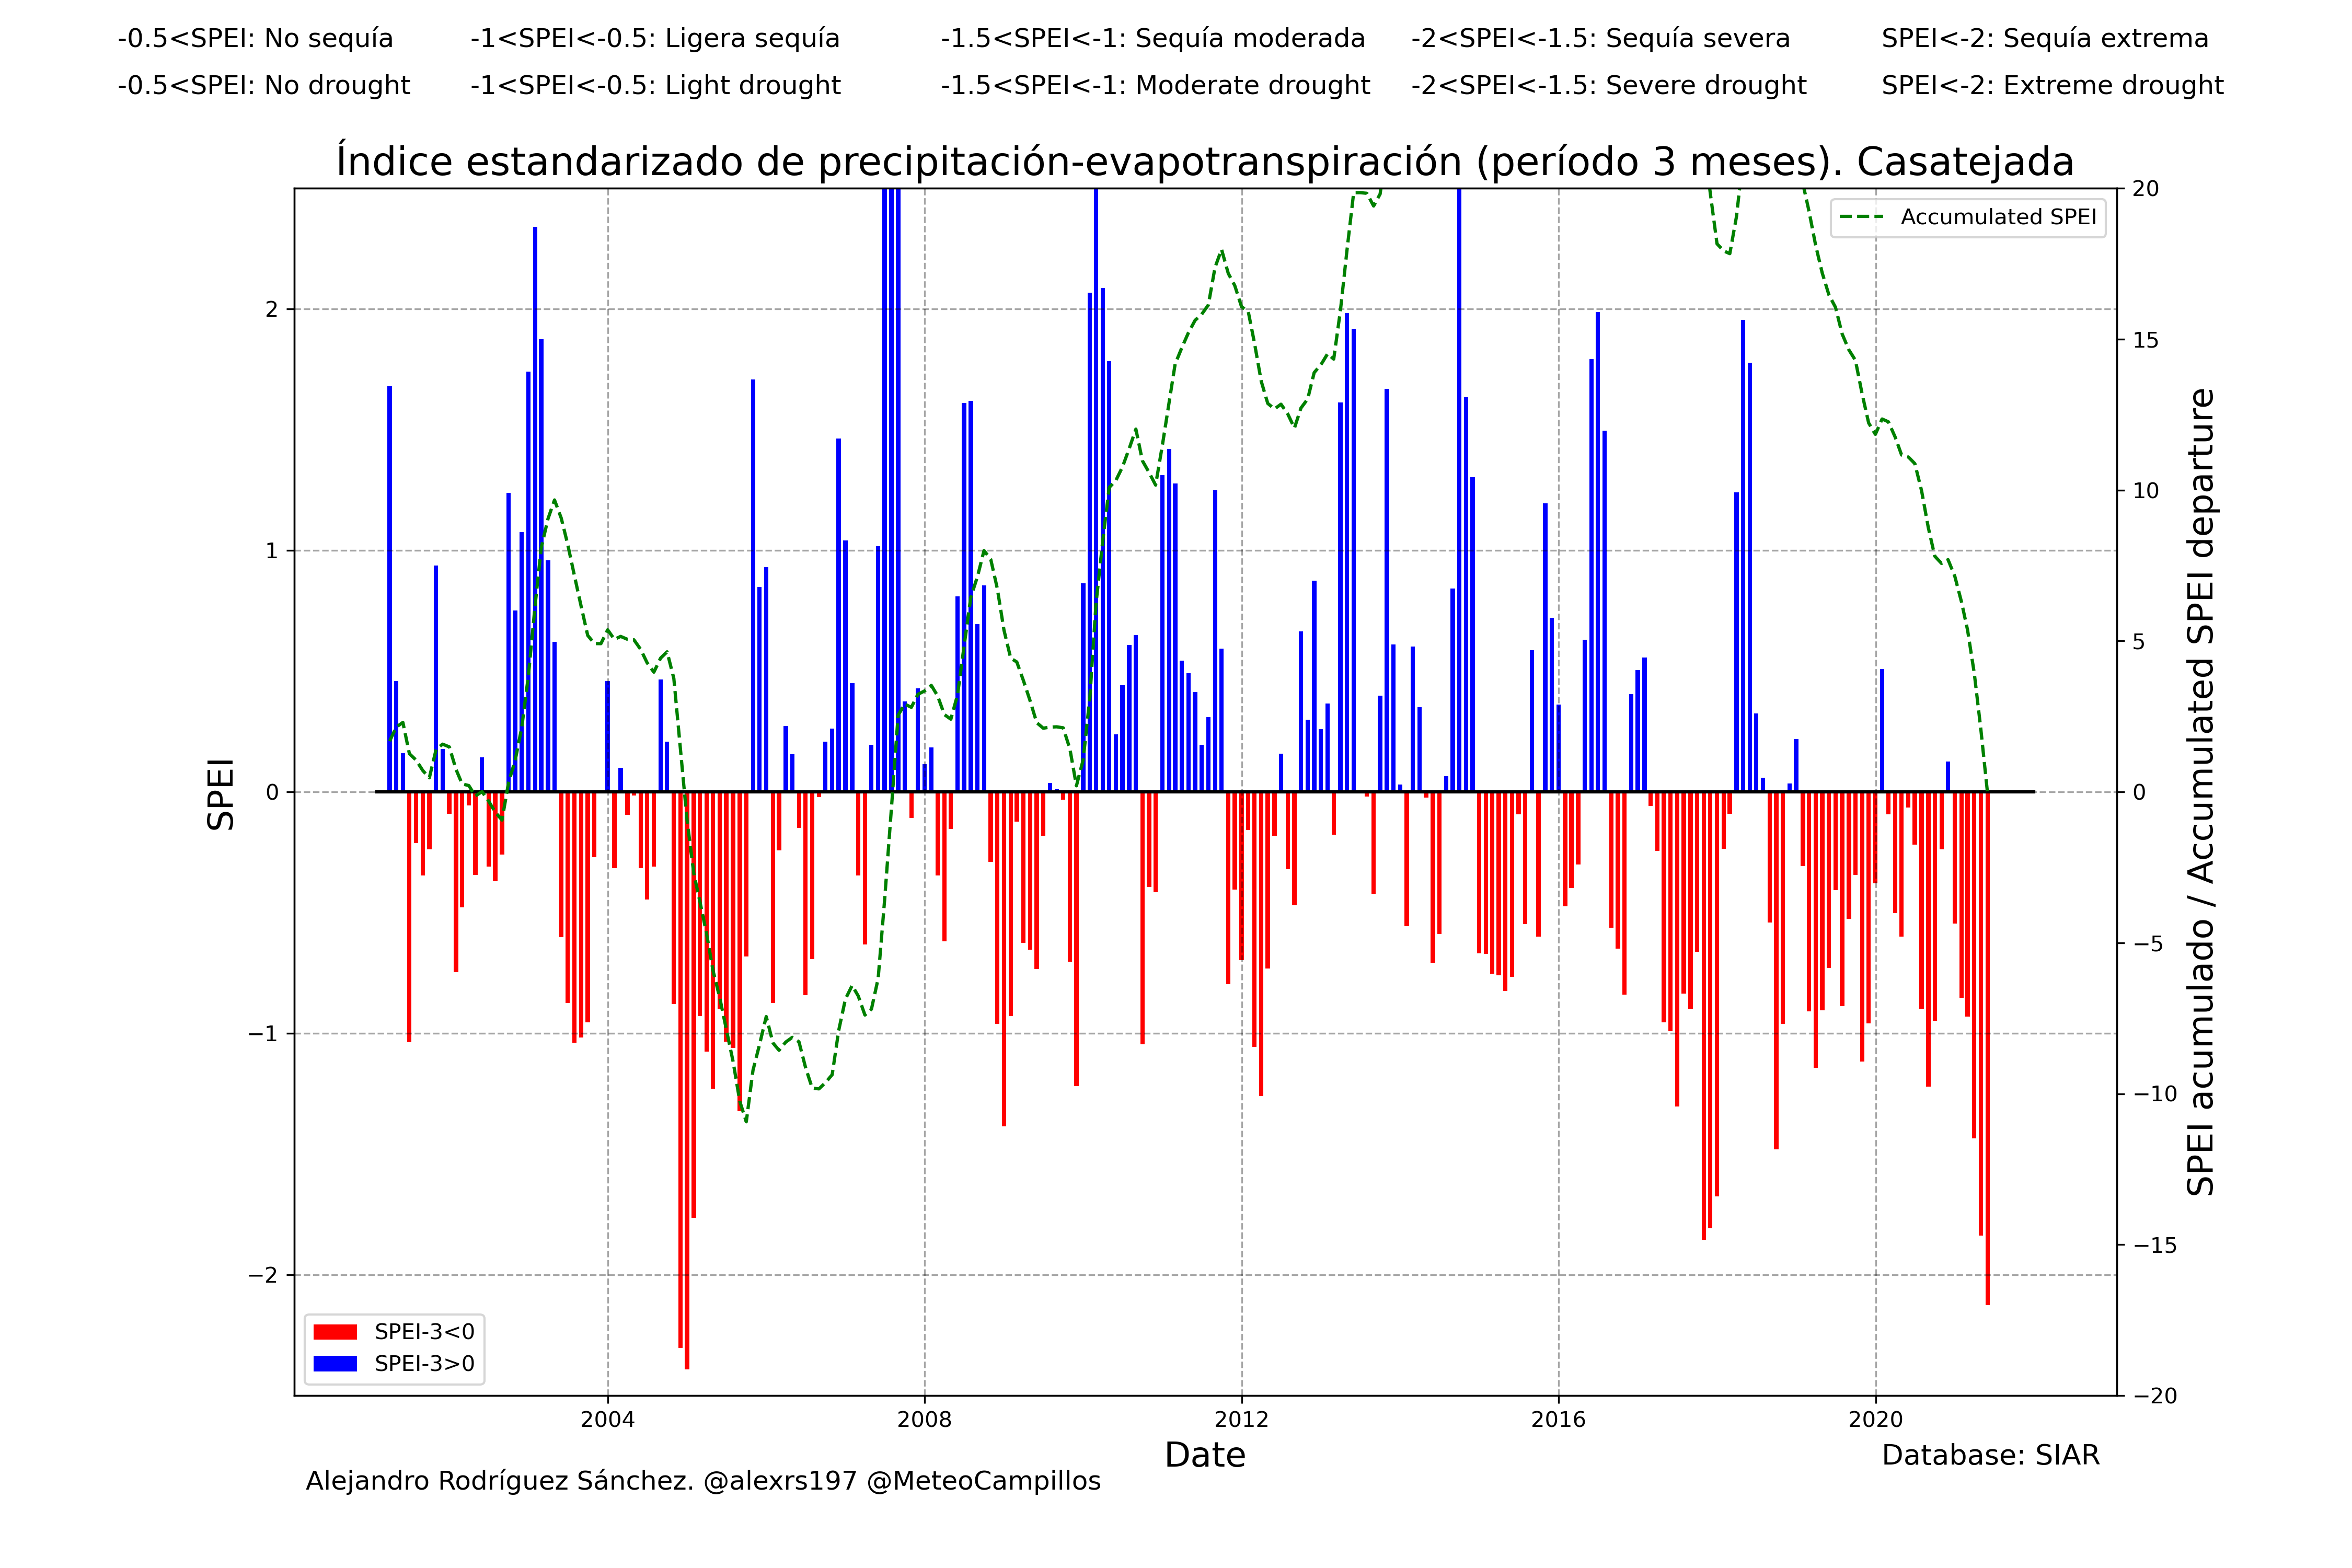 -0.5<SPEI: No sequía -1<SPEI<-0.5: Ligera sequía -1.5<SPEI<-1: Sequía moderada -2<SPEI<-1.5: Sequía severa SPEI<-2: Sequía extrema
-0.5<SPEI: No drought -1<SPEI<-0.5: Light drought -1.5<SPEI<-1: Moderate drought -2<SPEI<-1.5: Severe drought SPEI<-2: Extreme drought
Índice estandarizado de precipitación-evapotranspiración (período 3 meses). Casatejada
SPEI
2
1
0
−1
−2
Accumulated SPEI
20
15
10
5
0
−5
−10
−15
−20
SPEI acumulado / Accumulated SPEI departure
SPEI-3<0
SPEI-3>0
2004 2008 2012 2016 2020
Date
Database: SIAR
Alejandro Rodríguez Sánchez. @alexrs197 @MeteoCampillos